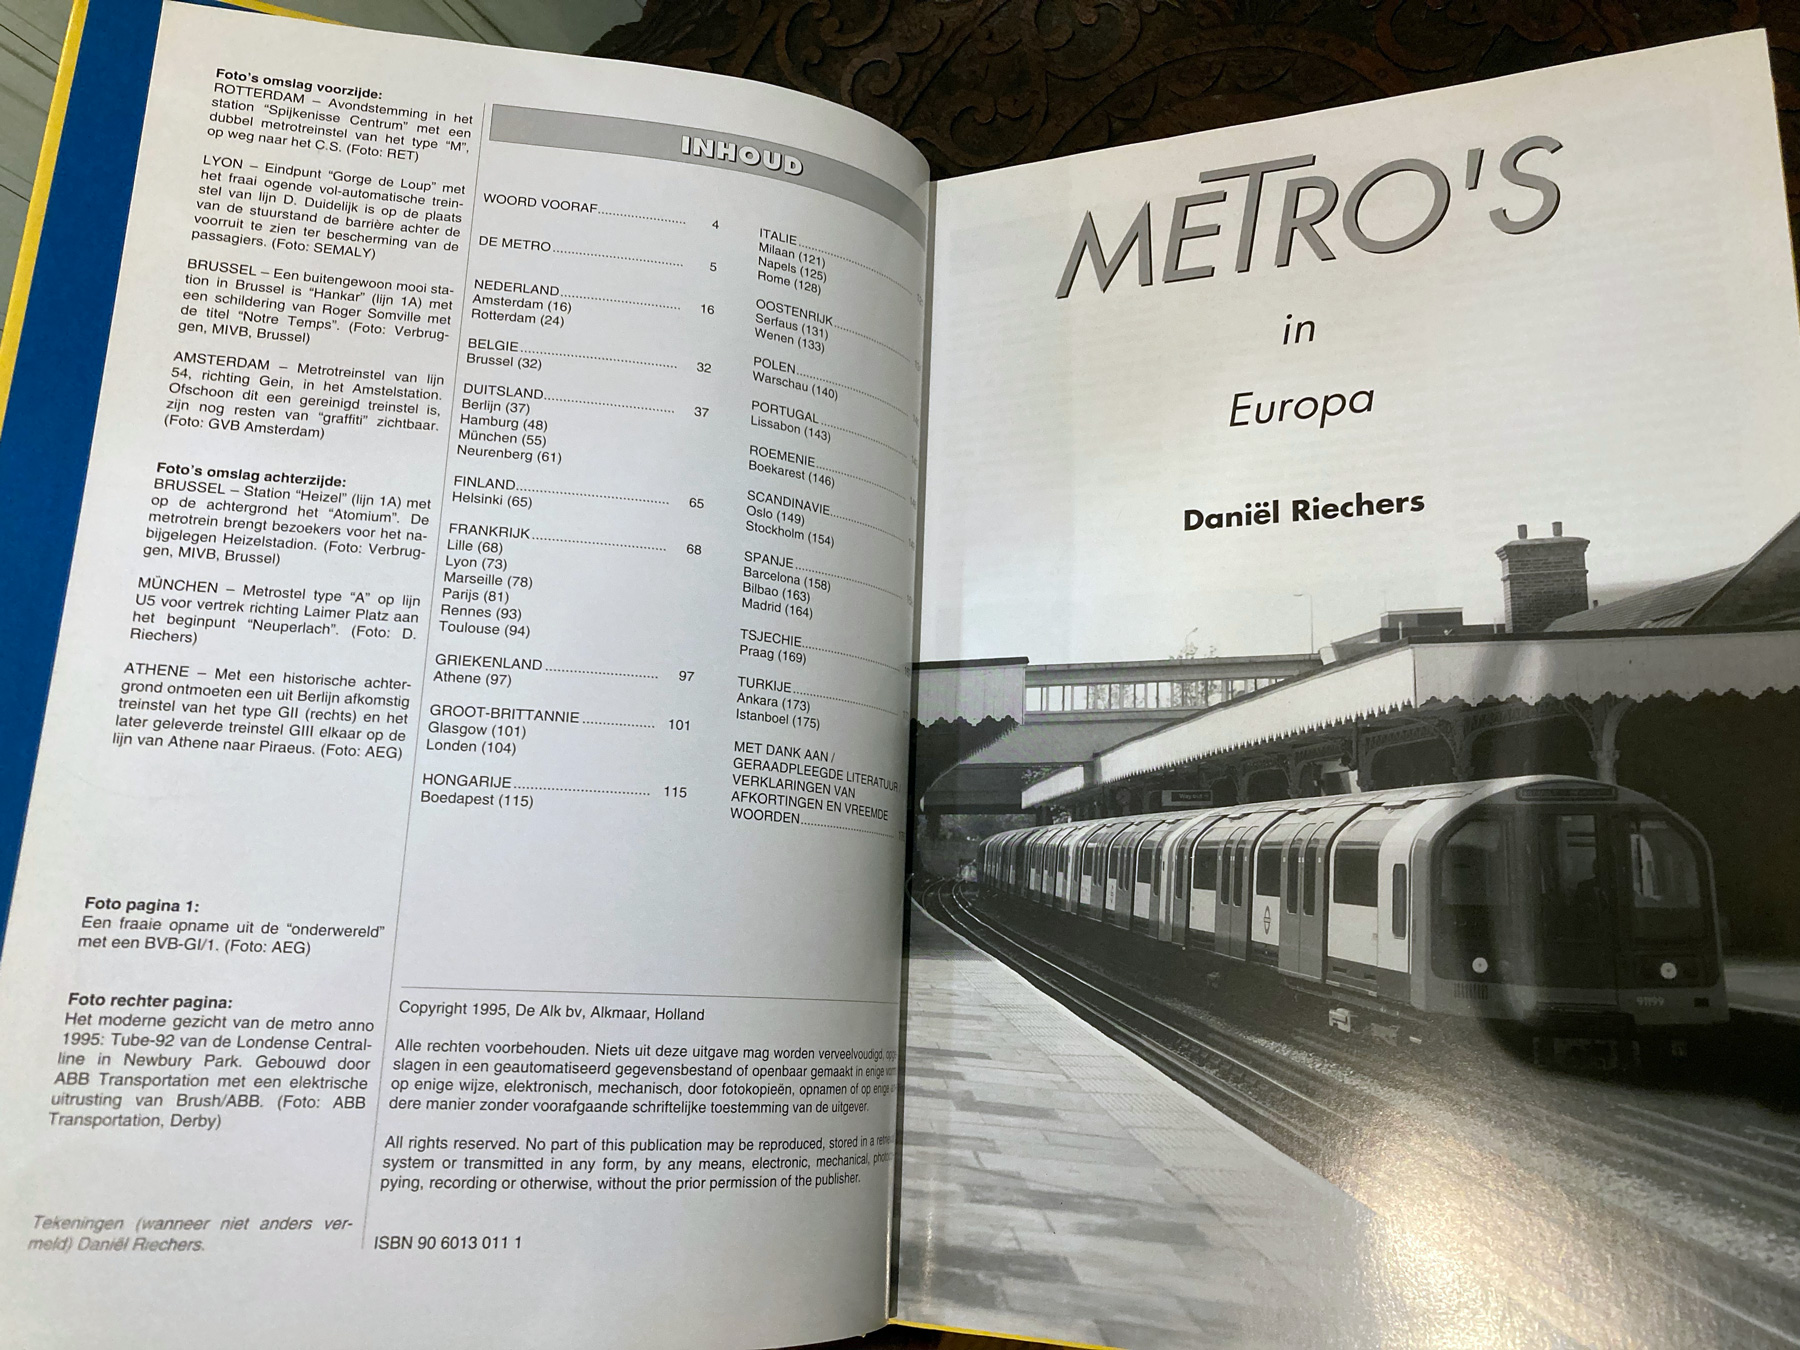 Foto's omslag voorzijde:
ROTTERDAM – Avondstemming in het
station "Spijkenisse Centrum" met een
dubbel metrotreinstel van het type "M",
op weg naar het C.S. (Foto: RET)
LYON – Eindpunt "Gorge de Loup" met
het fraai ogende vol-automatische trein-
stel van lijn D. Duidelijk is op de plaats
van de stuurstand de barrière achter de
voorruit te zien ter bescherming van de
passagiers. (Foto: SEMALY)
BRUSSEL – Een buitengewoon mooi sta-
tion in Brussel is "Hankar" (lijn 1A) met
een schildering van Roger Somville met
de titel "Notre Temps". (Foto: Verbrug-
gen, MIVB, Brussel)
AMSTERDAM – Metrotreinstel van lijn
54, richting Gein, in het Amstelstation.
Ofschoon dit een gereinigd treinstel is,
zijn nog resten van "graffiti" zichtbaar.
(Foto: GVB Amsterdam)
Foto's omslag achterzijde:
BRUSSEL – Station "Heizel" (lijn 1A) met
op de achtergrond het "Atomium". De
metrotrein brengt bezoekers voor het na-
bijgelegen Heizelstadion. (Foto: Verbrug-
gen, MIVB, Brussel)
MÜNCHEN – Metrostel type "A" op lijn
U5 voor vertrek richting Laimer Platz aan
het beginpunt "Neuperlach". (Foto: D.
Riechers)
ATHENE – Met een historische achter-
grond ontmoeten een uit Berlijn afkomstig
treinstel van het type GII (rechts) en het
later geleverde treinstel GIII elkaar op de
lijn van Athene naar Piraeus. (Foto: AEG)
Foto pagina 1:
Een fraaie opname uit de "onderwereld"
met een BVB-GI/1. (Foto: AEG)
Foto rechter pagina:
Het moderne gezicht van de metro anno
1995: Tube-92 van de Londense Central-
line in Newbury Park. Gebouwd door
ABB Transportation met een elektrische
uitrusting van Brush/ABB. (Foto: ABB
Transportation, Derby)
Tekeningen (wanneer niet anders ver-
meld) Daniël Riechers.
INHOUD
WOORD VOORAF 4
DE METRO 5
NEDERLAND 16
Amsterdam (16)
Rotterdam (24)
BELGIE 32
Brussel (32)
DUITSLAND 37
Berlijn (37)
Hamburg (48)
München (55)
Neurenberg (61)
FINLAND 65
Helsinki (65)
FRANKRIJK 68
Lille (68)
Lyon (73)
Marseille (78)
Parijs (81)
Rennes (93)
Toulouse (94)
GRIEKENLAND 97
Athene (97)
GROOT-BRITTANNIE 101
Glasgow (101)
Londen (104)
HONGARIJE 115
Boedapest (115)
ITALIE
Milaan (121)
Napels (125)
Rome (128)
OOSTENRIJK
Serfaus (131)
Wenen (133)
POLEN
Warschau (140)
PORTUGAL
Lissabon (143)
ROEMENIE
Boekarest (146)
SCANDINAVIE
Oslo (149)
Stockholm (154)
SPANJE
Barcelona (158)
Bilbao (163)
Madrid (164)
TSJECHIE
Praag (169)
TURKIJE
Ankara (173)
Istanboel (175)
MET DANK AAN /
GERAADPLEEGDE LITERATUUR
VERKLARINGEN VAN
AFKORTINGEN EN VREEMDE
WOORDEN
Copyright 1995, De Alk bv, Alkmaar, Holland
Alle rechten voorbehouden. Niets uit deze uitgave mag worden verveelvoudigd,
slagen in een geautomatiseerd gegevensbestand of openbaar gemaakt in enige
op enige wijze, elektronisch, mechanisch, door fotokopieën, opnamen of op enige
dere manier zonder voorafgaande schriftelijke toestemming van de uitgever.
All rights reserved. No part of this publication may be reproduced, stored in a
system or transmitted in any form, by any means, electronic, mechanical,
pying, recording or otherwise, without the prior permission of the publisher.
ISBN 90 6013 011 1
METRO'S
in
Europa
Daniël Riechers
Way out
91199